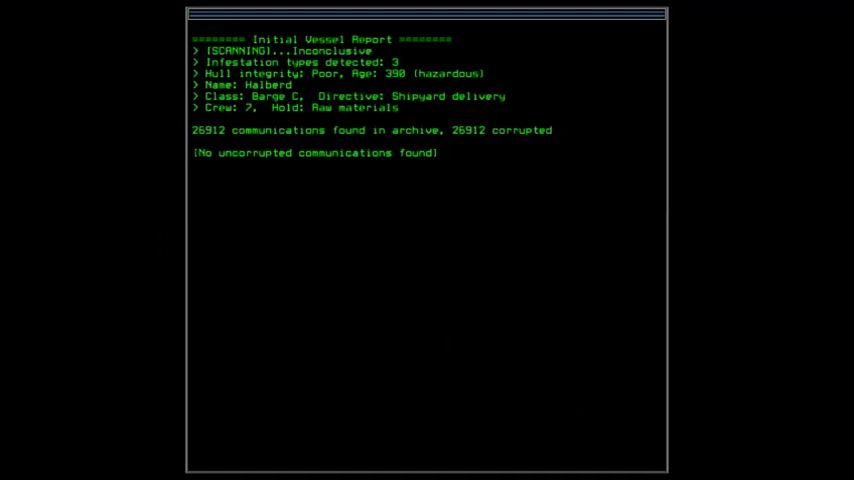 ======== Initial Vessel Report ========
> [SCANNING]...Inconclusive
> Infestation types detected: 3
> Hull integrity: Poor, Age: 390 (hazardous)
> Name: Halberd
> Class: Barge C,  Directive: Shipyard delivery
> Crew: 7,  Hold: Raw materials
26912 communications found in archive, 26912 corrupted
[No uncorrupted communications found]